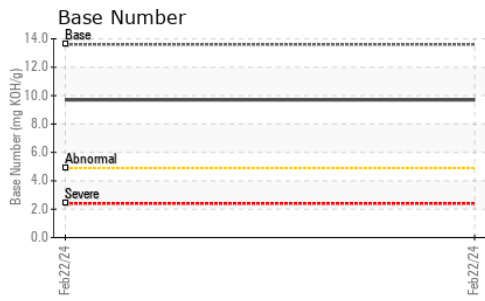 Base Number
Base Number (mg KOH/g)
14.0
12.0
10.0
8.0
6.0
4.0
2.0
0.0
Base
Abnormal
Severe
Feb22/24
Feb22/24